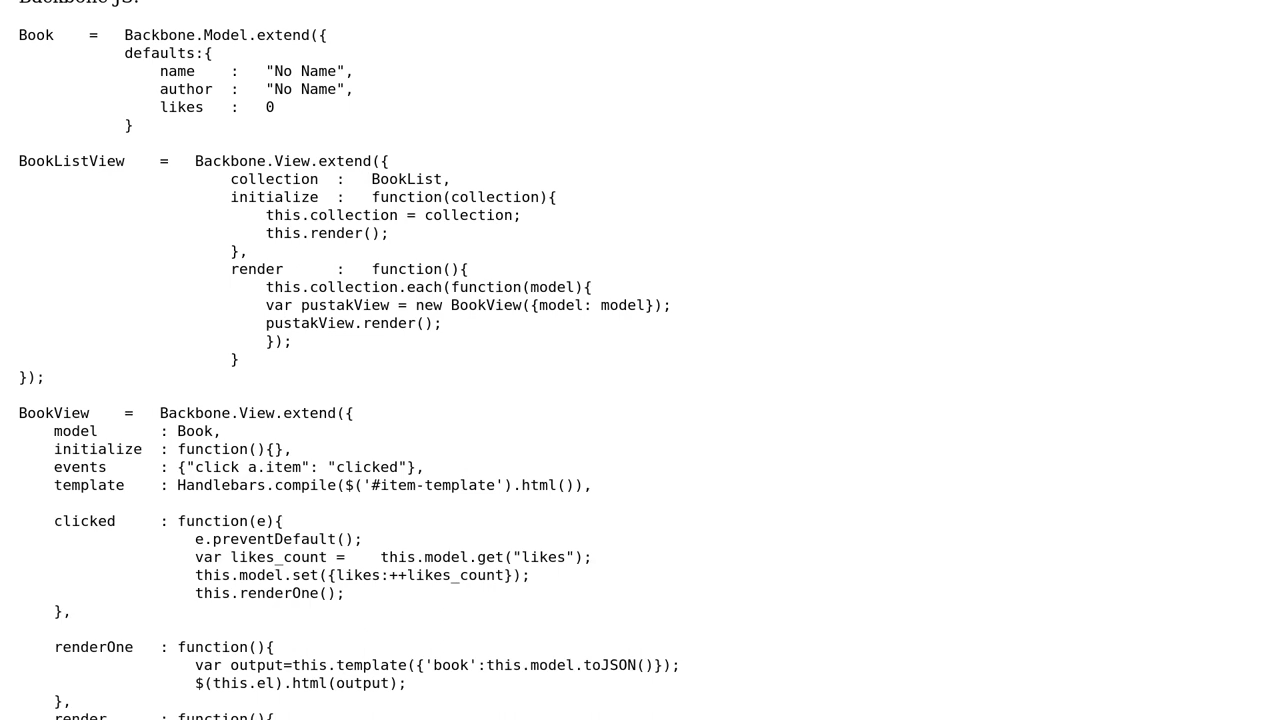 Backbone JS:
Book    =   Backbone.Model.extend({
            defaults:{
                name    :   "No Name",
                author  :   "No Name",
                likes   :   0
            }
BookListView    =   Backbone.View.extend({
                        collection  :   BookList,
                        initialize  :   function(collection){
                            this.collection = collection;
                            this.render();
                        },
                        render      :   function(){
                            this.collection.each(function(model){
                            var pustakView = new BookView({model: model});
                            pustakView.render();
                            });
                        }
});
BookView    =   Backbone.View.extend({
    model       : Book,
    initialize  : function(){},
    events      : {"click a.item": "clicked"},
    template    : Handlebars.compile($('#item-template').html()),
    clicked     : function(e){
                    e.preventDefault();
                    var likes_count =    this.model.get("likes");
                    this.model.set({likes:++likes_count});
                    this.renderOne();
    },
    renderOne   : function(){
                    var output=this.template({'book':this.model.toJSON()});
                    $(this.el).html(output);
    },
    render      : function(){